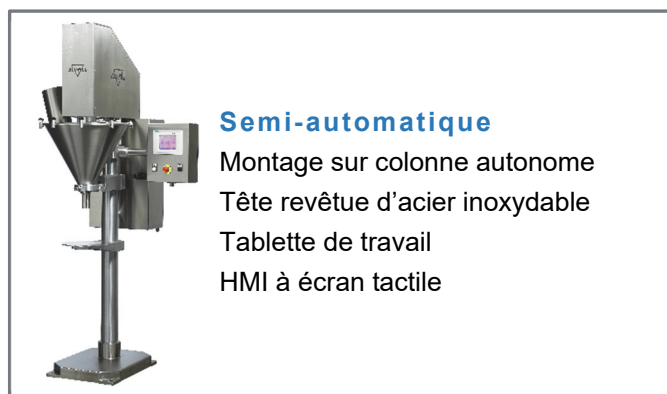 Semi-automatique
Montage sur colonne autonome
Tête revêtue d’acier inoxydable
Tablette de travail
HMI à écran tactile